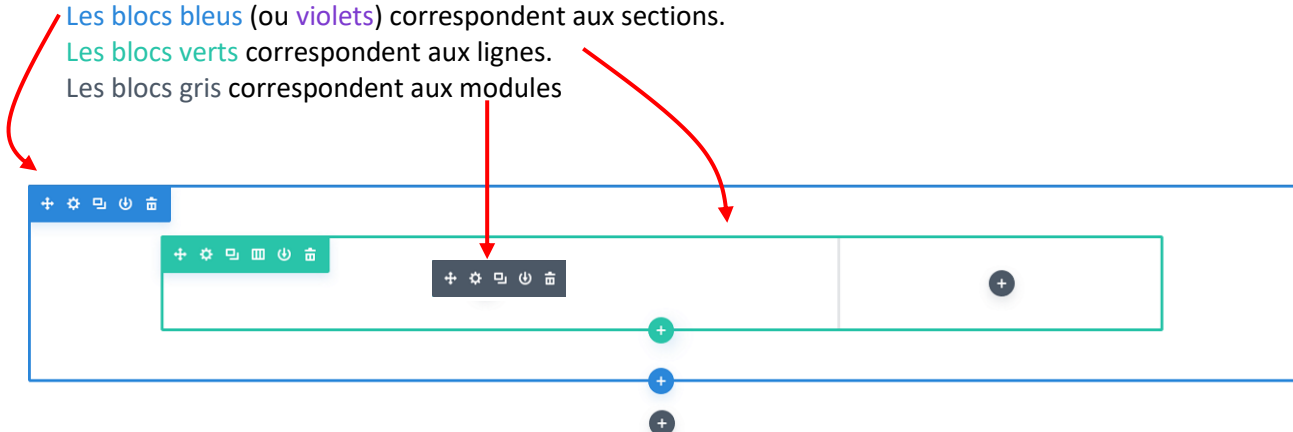 Les blocs bleus (ou violets) correspondent aux sections.
Les blocs verts correspondent aux lignes.
Les blocs gris correspondent aux modules